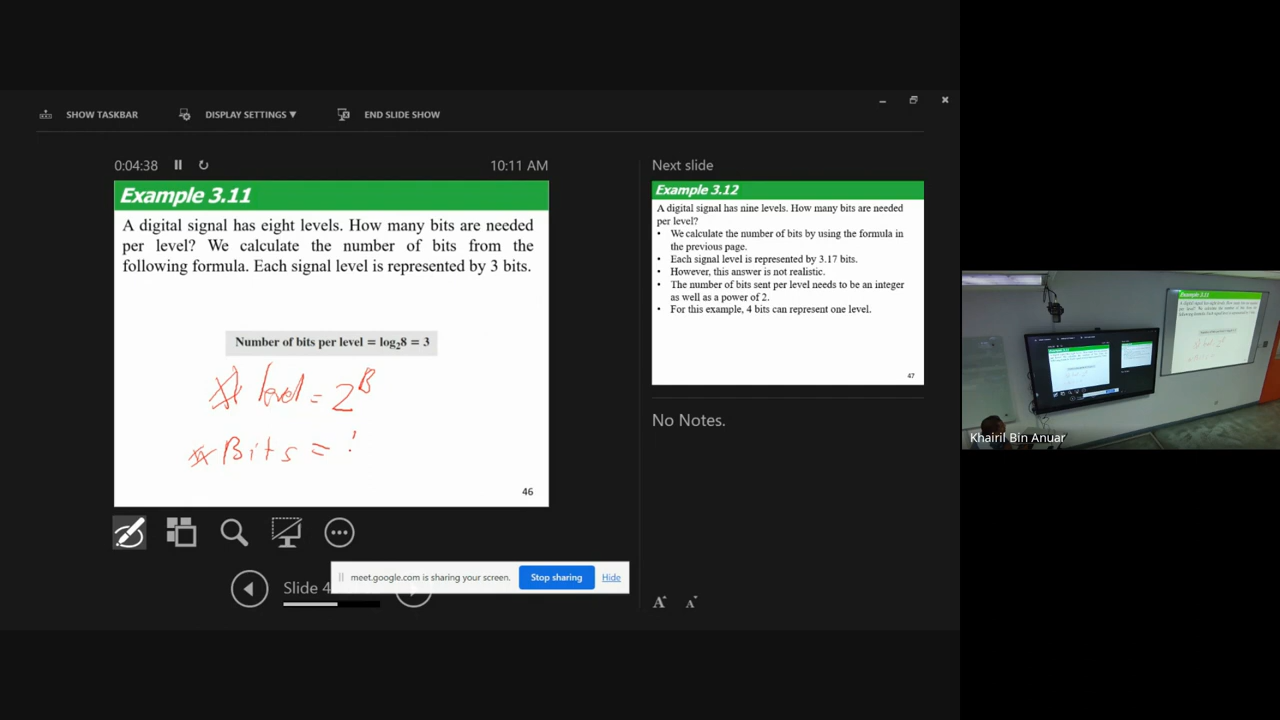 SHOW TASKBAR
DISPLAY SETTINGS ▼
END SLIDE SHOW
0:04:38
10:11 AM
Example 3.11
A digital signal has eight levels. How many bits are needed
per level? We calculate the number of bits from the
following formula. Each signal level is represented by 3 bits.
Number of bits per level = log₂8 = 3
# level = 2^B
# Bits =
46
Slide 4
meet.google.com is sharing your screen.
Stop sharing
Hide
Next slide
Example 3.12
A digital signal has nine levels. How many bits are needed
per level?
• We calculate the number of bits by using the formula in
the previous page.
• Each signal level is represented by 3.17 bits.
• However, this answer is not realistic.
• The number of bits sent per level needs to be an integer
as well as a power of 2.
• For this example, 4 bits can represent one level.
47
No Notes.
A A
Khairil Bin Anuar